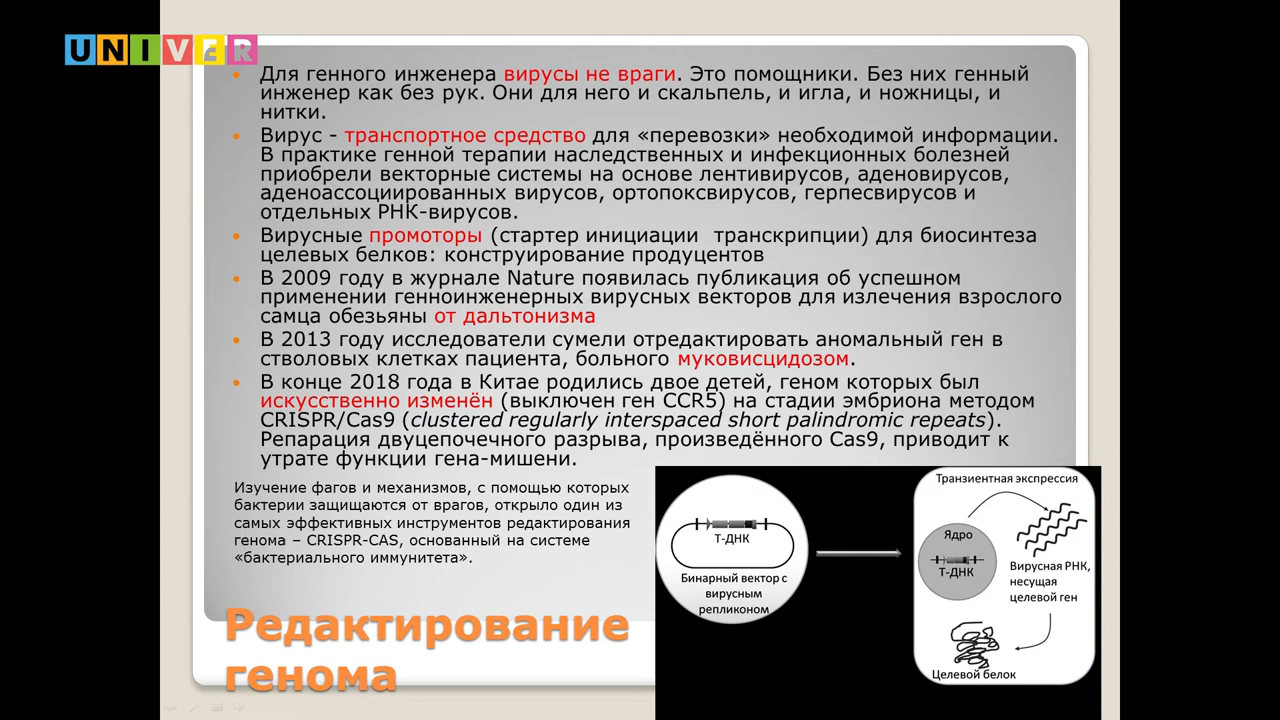 UNIVER
Для генного инженера вирусы не враги. Это помощники. Без них генный
инженер как без рук. Они для него и скальпель, и игла, и ножницы, и
нитки.
Вирус - транспортное средство для «перевозки» необходимой информации.
В практике генной терапии наследственных и инфекционных болезней
приобрели векторные системы на основе лентивирусов, аденовирусов,
аденоассоциированных вирусов, ортопоксвирусов, герпесвирусов и
отдельных РНК-вирусов.
Вирусные промоторы (стартер инициации транскрипции) для биосинтеза
целевых белков: конструирование продуцентов
В 2009 году в журнале Nature появилась публикация об успешном
применении генноинженерных вирусных векторов для излечения взрослого
самца обезьяны от дальтонизма
В 2013 году исследователи сумели отредактировать аномальный ген в
стволовых клетках пациента, больного муковисцидозом.
В конце 2018 года в Китае родились двое детей, геном которых был
искусственно изменён (выключен ген CCR5) на стадии эмбриона методом
CRISPR/Cas9 (clustered regularly interspaced short palindromic repeats).
Репарация двуцепочечного разрыва, произведённого Cas9, приводит к
утрате функции гена-мишени.
Изучение фагов и механизмов, с помощью которых
бактерии защищаются от врагов, открыло один из
самых эффективных инструментов редактирования
генома – CRISPR-CAS, основанный на системе
«бактериального иммунитета».
Т-ДНК
Бинарный вектор с
вирусным
репликоном
Транзиентная экспрессия
Ядро
Т-ДНК
Вирусная РНК,
несущая
целевой ген
Целевой белок
Редактирование
генома